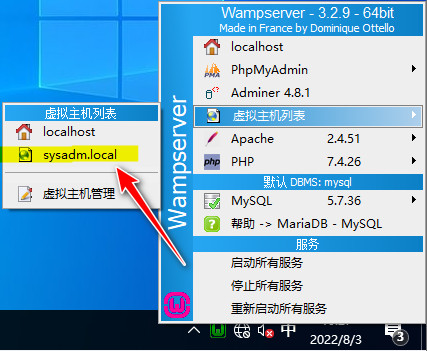 Wampserver - 3.2.9 - 64bit
Made in France by Dominique Ottello
localhost
PhpMyAdmin
Adminer 4.8.1
虚拟主机列表
Apache 2.4.51
PHP 7.4.26
默认 DBMS: mysql
MySQL 5.7.36
帮助 -> MariaDB - MySQL
服务
启动所有服务
停止所有服务
重新启动所有服务
Wampserver
虚拟主机列表
localhost
sysadm.local
虚拟主机管理
PMA
php
中
2022/8/3
3